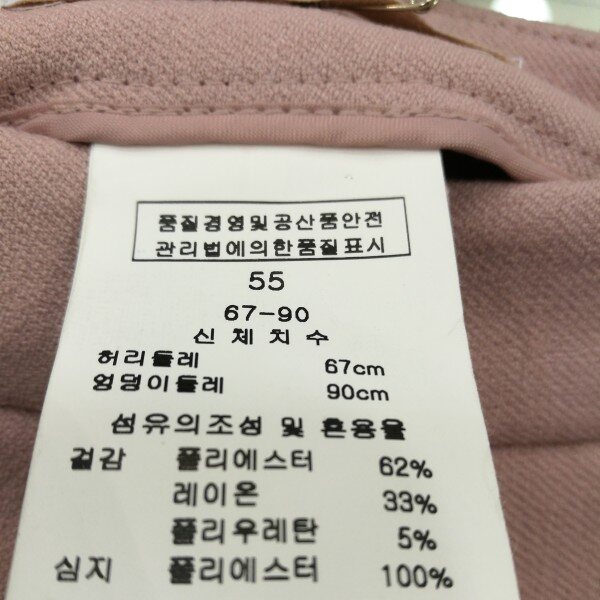 품질경영및공산품안전
관리법에의한품질표시
55
67-90
신 체 치 수
허리둘레 67cm
엉덩이둘레 90cm
섬유의조성 및 혼용율
겉감 폴리에스터 62%
레이온 33%
폴리우레탄 5%
심지 폴리에스터 100%